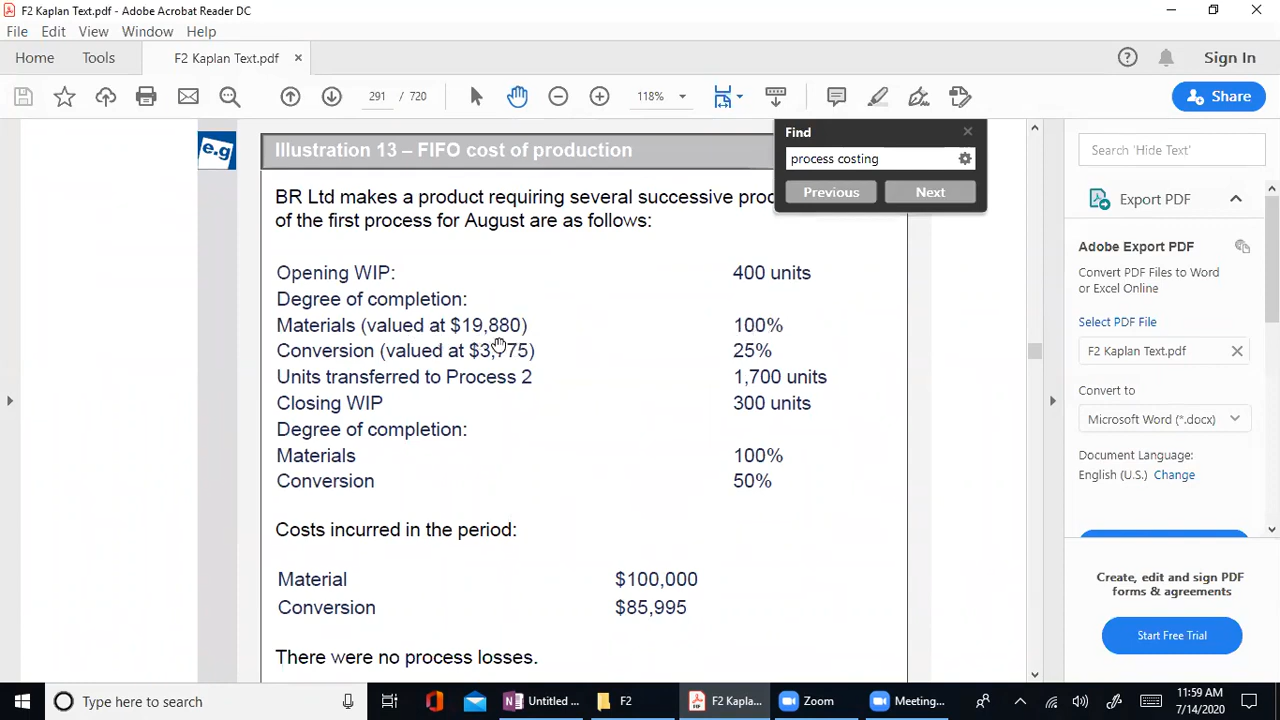 F2 Kaplan Text.pdf - Adobe Acrobat Reader DC
File Edit View Window Help
Home Tools F2 Kaplan Text.pdf × Sign In
291 / 720 118% Share
Find
process costing
Previous Next
e.g
Illustration 13 – FIFO cost of production
BR Ltd makes a product requiring several successive
of the first process for August are as follows:
Opening WIP: 400 units
Degree of completion:
Materials (valued at $19,880) 100%
Conversion (valued at $3,775) 25%
Units transferred to Process 2 1,700 units
Closing WIP 300 units
Degree of completion:
Materials 100%
Conversion 50%
Costs incurred in the period:
Material $100,000
Conversion $85,995
There were no process losses.
Search 'Hide Text'
Export PDF
Adobe Export PDF
Convert PDF Files to Word
or Excel Online
Select PDF File
F2 Kaplan Text.pdf
Convert to
Microsoft Word (*.docx)
Document Language:
English (U.S.) Change
Create, edit and sign PDF
forms & agreements
Start Free Trial
Type here to search
Untitled ...
F2
F2 Kapla...
Zoom
Meeting...
11:59 AM
7/14/2020